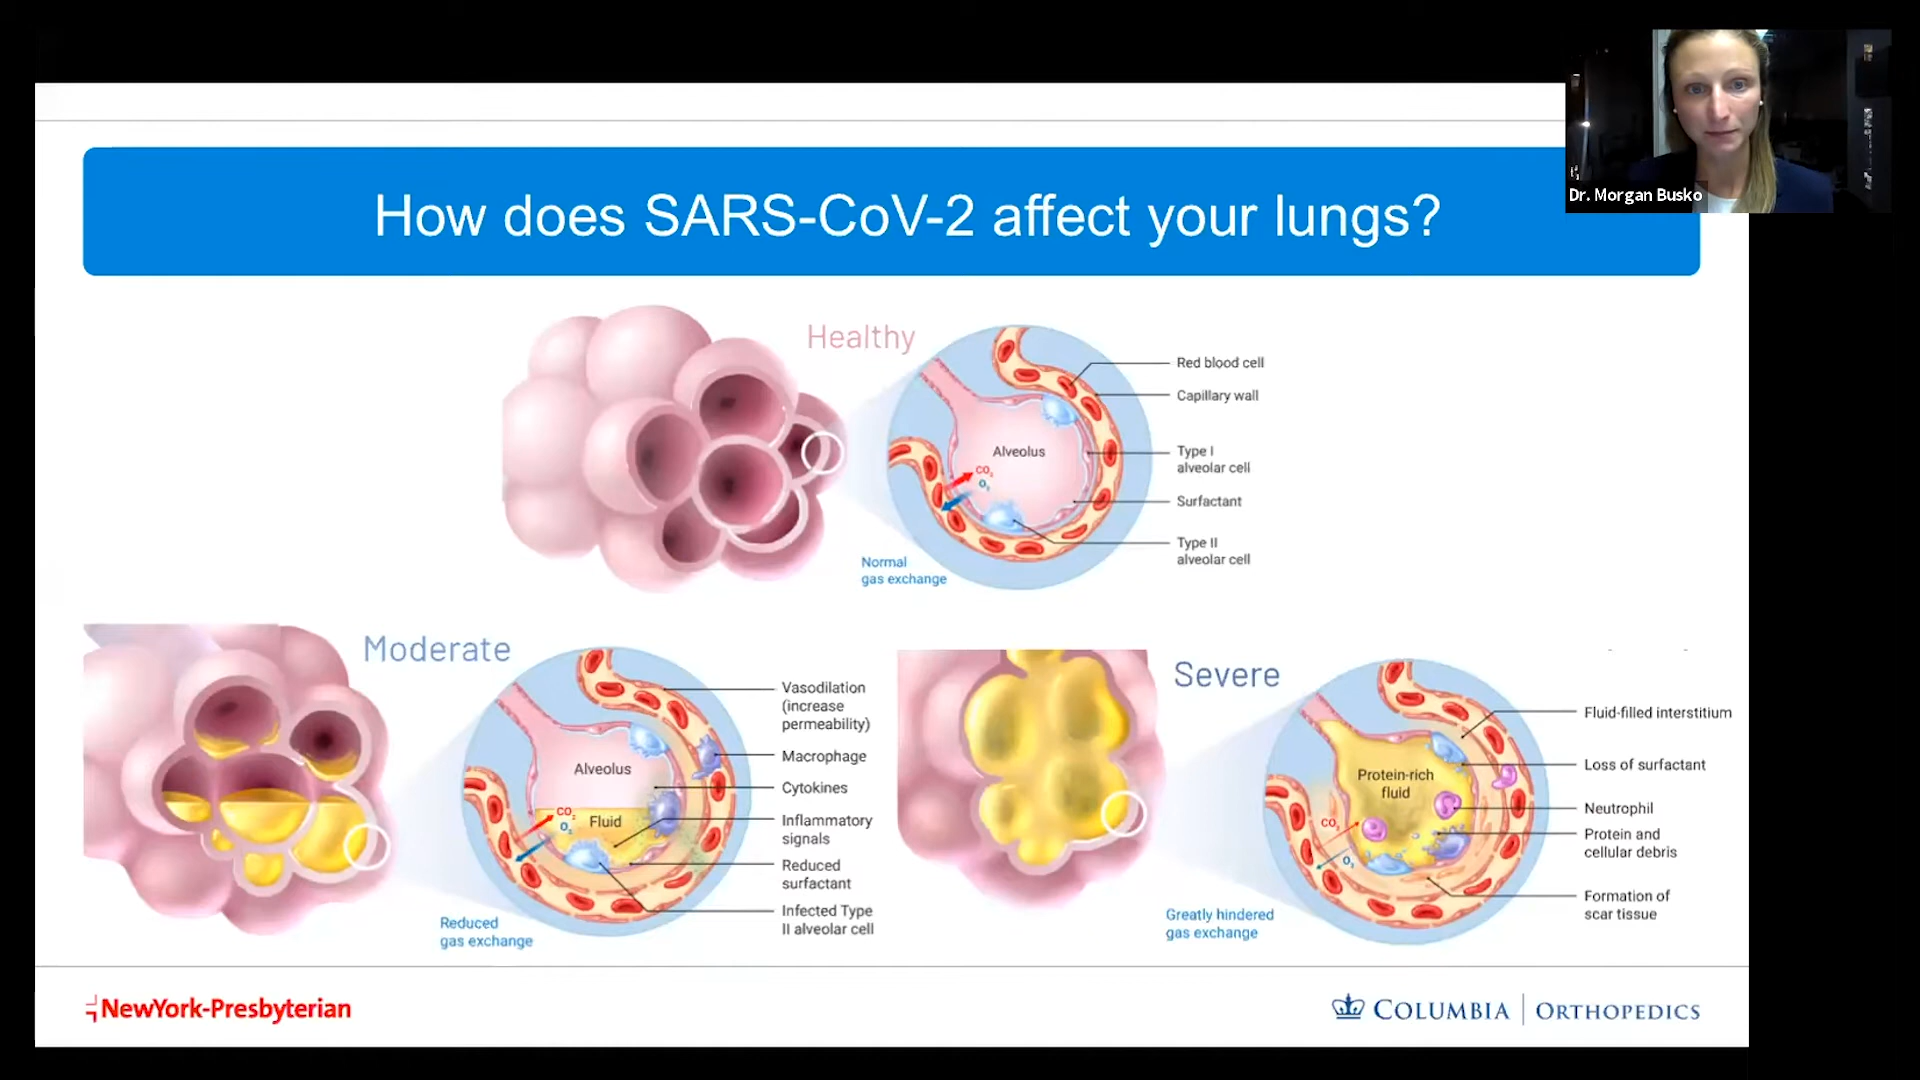 Dr. Morgan Busko
How does SARS-CoV-2 affect your lungs?
Healthy
Red blood cell
Capillary wall
Alveolus
Type I
alveolar cell
CO₂
O₂
Surfactant
Type II
alveolar cell
Normal
gas exchange
Moderate
Vasodilation
(increase
permeability)
Macrophage
Alveolus
Cytokines
CO₂
O₂
Fluid
Inflammatory
signals
Reduced
surfactant
Infected Type
II alveolar cell
Reduced
gas exchange
Severe
Fluid-filled interstitium
Loss of surfactant
Protein-rich
fluid
Neutrophil
CO₂
O₂
Protein and
cellular debris
Formation of
scar tissue
Greatly hindered
gas exchange
NewYork-Presbyterian
COLUMBIA | ORTHOPEDICS